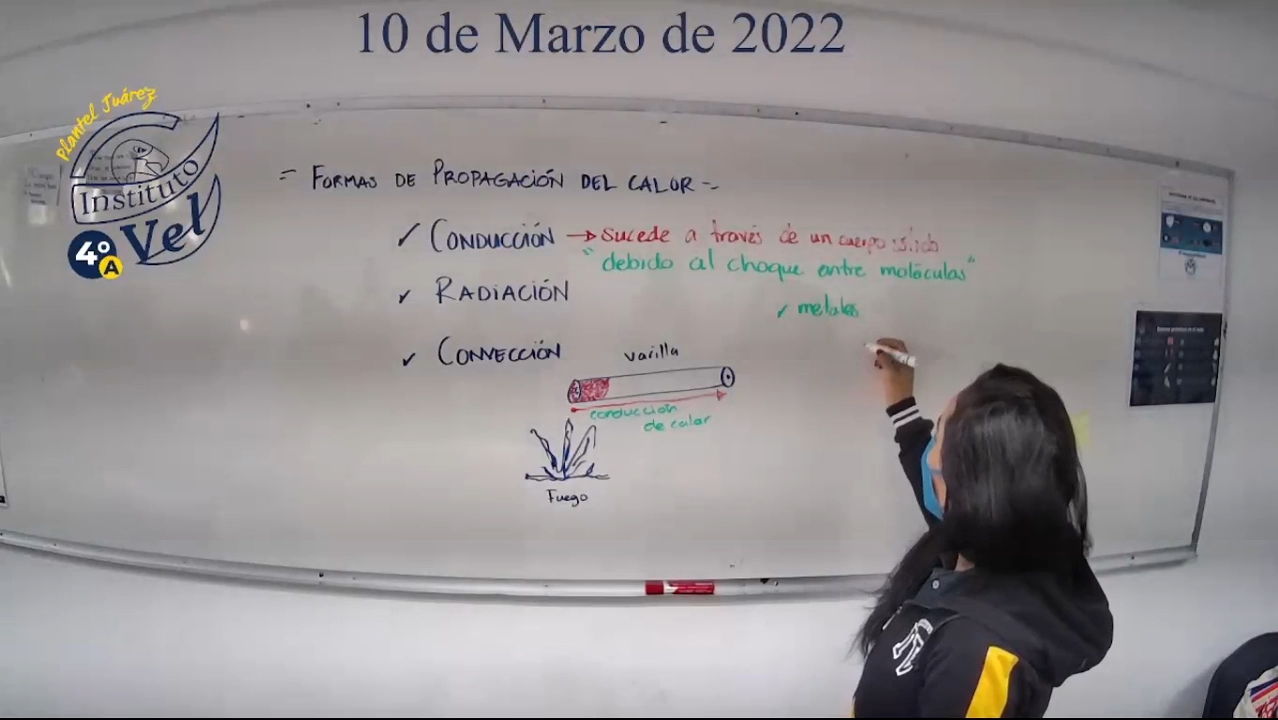 10 de Marzo de 2022
Plantel Juárez
Instituto
Vel
4º
A
= FORMAS DE PROPAGACIÓN DEL CALOR =
✓ CONDUCCIÓN → Sucede a través de un cuerpo sólido
"debido al choque entre moléculas"
✓ metales
✓ RADIACIÓN
✓ CONVECCIÓN
varilla
conducción
de calor
Fuego